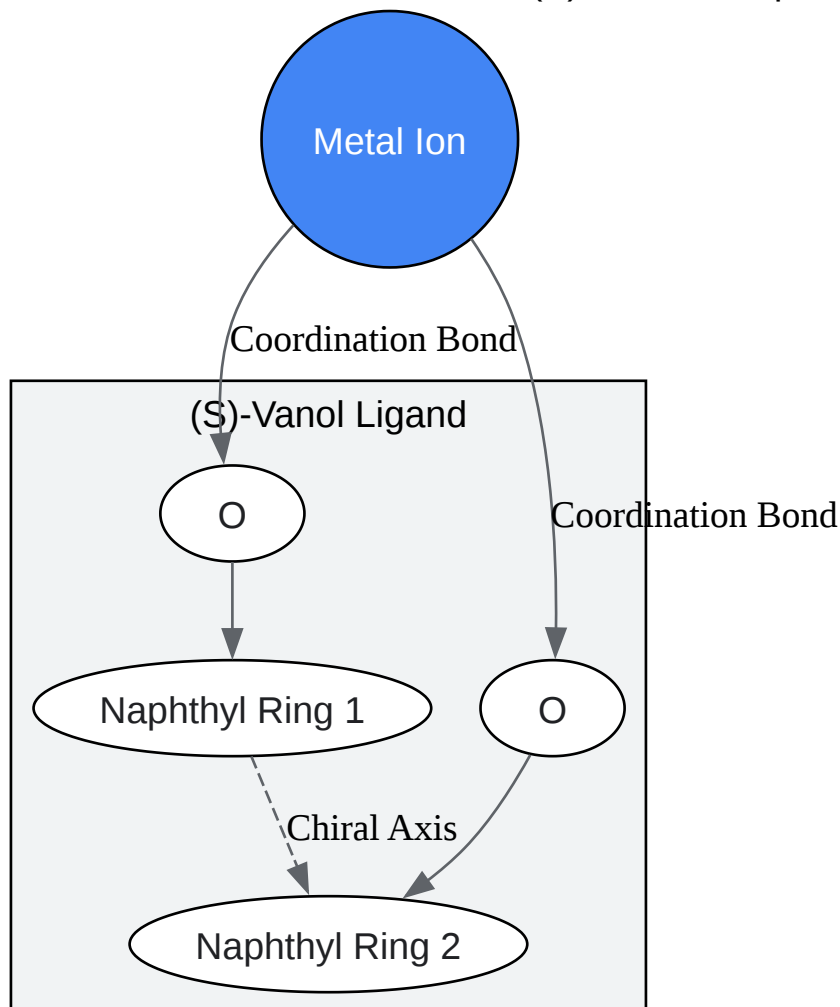 Metal Ion
Coordination Bond
(S)-Vanol Ligand
O
Coordination Bond
Naphthyl Ring 1
O
Chiral Axis
Naphthyl Ring 2